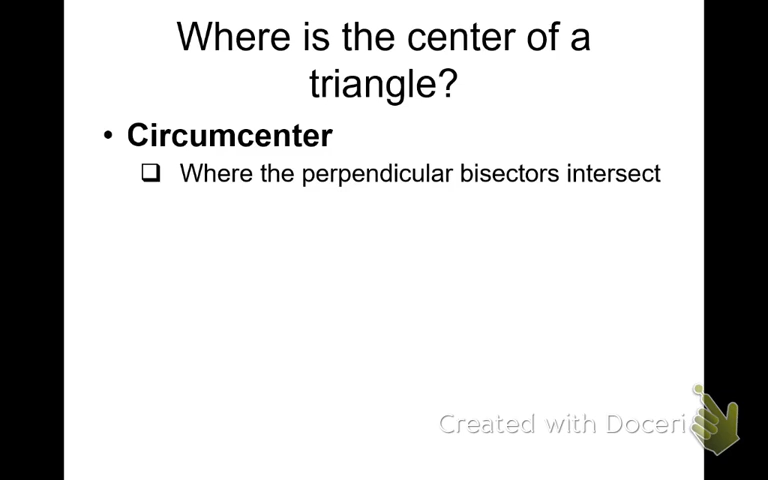 Where is the center of a
triangle?
• Circumcenter
❑ Where the perpendicular bisectors intersect
Created with Doceri